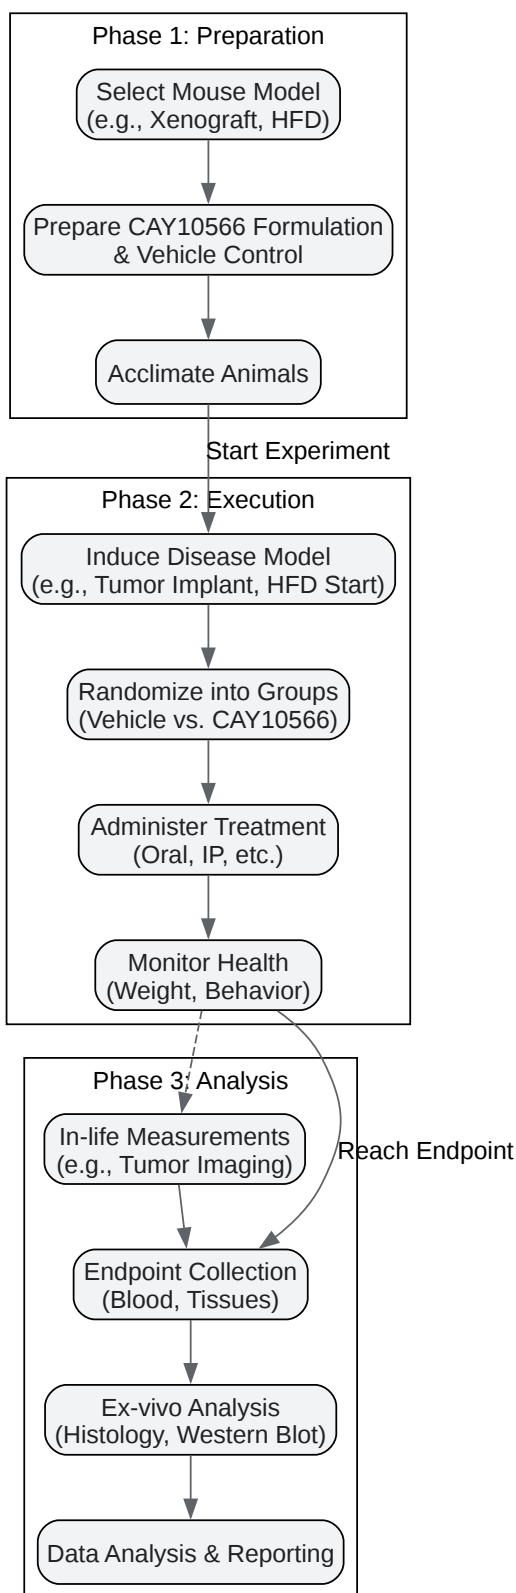 Phase 1: Preparation
Select Mouse Model
(e.g., Xenograft, HFD)
Prepare CAY10566 Formulation
& Vehicle Control
Acclimate Animals
Start Experiment
Phase 2: Execution
Induce Disease Model
(e.g., Tumor Implant, HFD Start)
Randomize into Groups
(Vehicle vs. CAY10566)
Administer Treatment
(Oral, IP, etc.)
Monitor Health
(Weight, Behavior)
Phase 3: Analysis
In-life Measurements
(e.g., Tumor Imaging)
Reach Endpoint
Endpoint Collection
(Blood, Tissues)
Ex-vivo Analysis
(Histology, Western Blot)
Data Analysis & Reporting